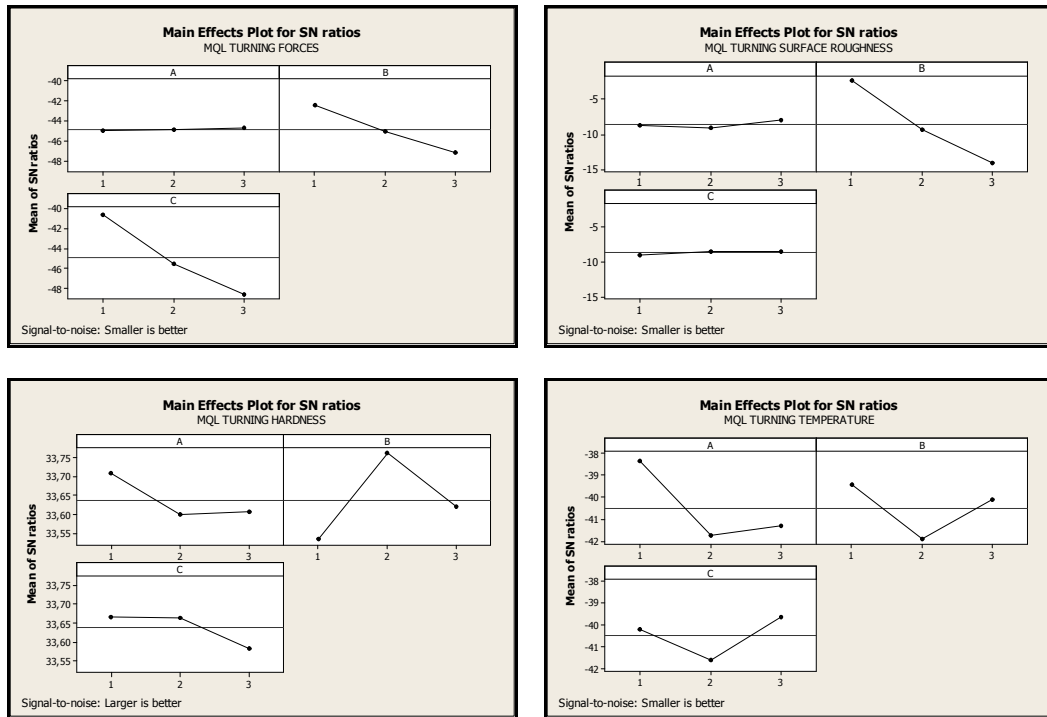 Main Effects Plot for SN ratios
MQL TURNING FORCES
Mean of SN ratios
A
B
-40
-42
-44
-46
-48
1 2 3
1 2 3
C
-40
-42
-44
-46
-48
1 2 3
Signal-to-noise: Smaller is better
Main Effects Plot for SN ratios
MQL TURNING SURFACE ROUGHNESS
Mean of SN ratios
A
B
-5
-10
-15
1 2 3
1 2 3
C
-5
-10
-15
1 2 3
Signal-to-noise: Smaller is better
Main Effects Plot for SN ratios
MQL TURNING HARDNESS
Mean of SN ratios
A
B
33,75
33,70
33,65
33,60
33,55
1 2 3
1 2 3
C
33,75
33,70
33,65
33,60
33,55
1 2 3
Signal-to-noise: Larger is better
Main Effects Plot for SN ratios
MQL TURNING TEMPERATURE
Mean of SN ratios
A
B
-38
-39
-40
-41
-42
1 2 3
1 2 3
C
-38
-39
-40
-41
-42
1 2 3
Signal-to-noise: Smaller is better